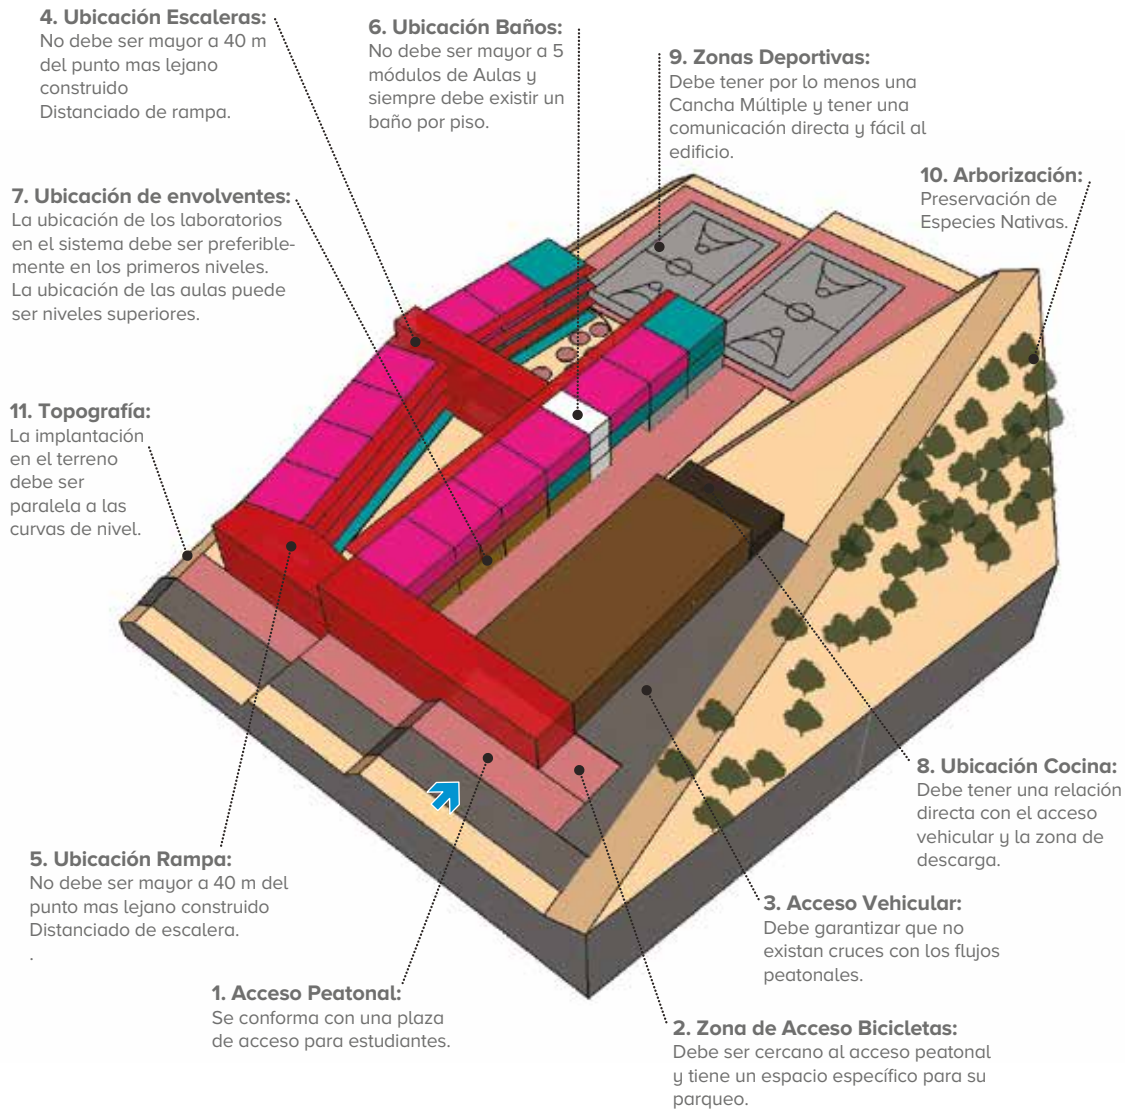 4. Ubicación Escaleras:
No debe ser mayor a 40 m
del punto mas lejano
construido
Distanciado de rampa.
6. Ubicación Baños:
No debe ser mayor a 5
módulos de Aulas y
siempre debe existir un
baño por piso.
9. Zonas Deportivas:
Debe tener por lo menos una
Cancha Múltiple y tener una
comunicación directa y fácil al
edificio.
10. Arborización:
Preservación de
Especies Nativas.
7. Ubicación de envolventes:
La ubicación de los laboratorios
en el sistema debe ser preferible-
mente en los primeros niveles.
La ubicación de las aulas puede
ser niveles superiores.
11. Topografía:
La implantación
en el terreno
debe ser
paralela a las
curvas de nivel.
8. Ubicación Cocina:
Debe tener una relación
directa con el acceso
vehicular y la zona de
descarga.
5. Ubicación Rampa:
No debe ser mayor a 40 m del
punto mas lejano construido
Distanciado de escalera.
.
3. Acceso Vehicular:
Debe garantizar que no
existan cruces con los flujos
peatonales.
1. Acceso Peatonal:
Se conforma con una plaza
de acceso para estudiantes.
2. Zona de Acceso Bicicletas:
Debe ser cercano al acceso peatonal
y tiene un espacio específico para su
parqueo.